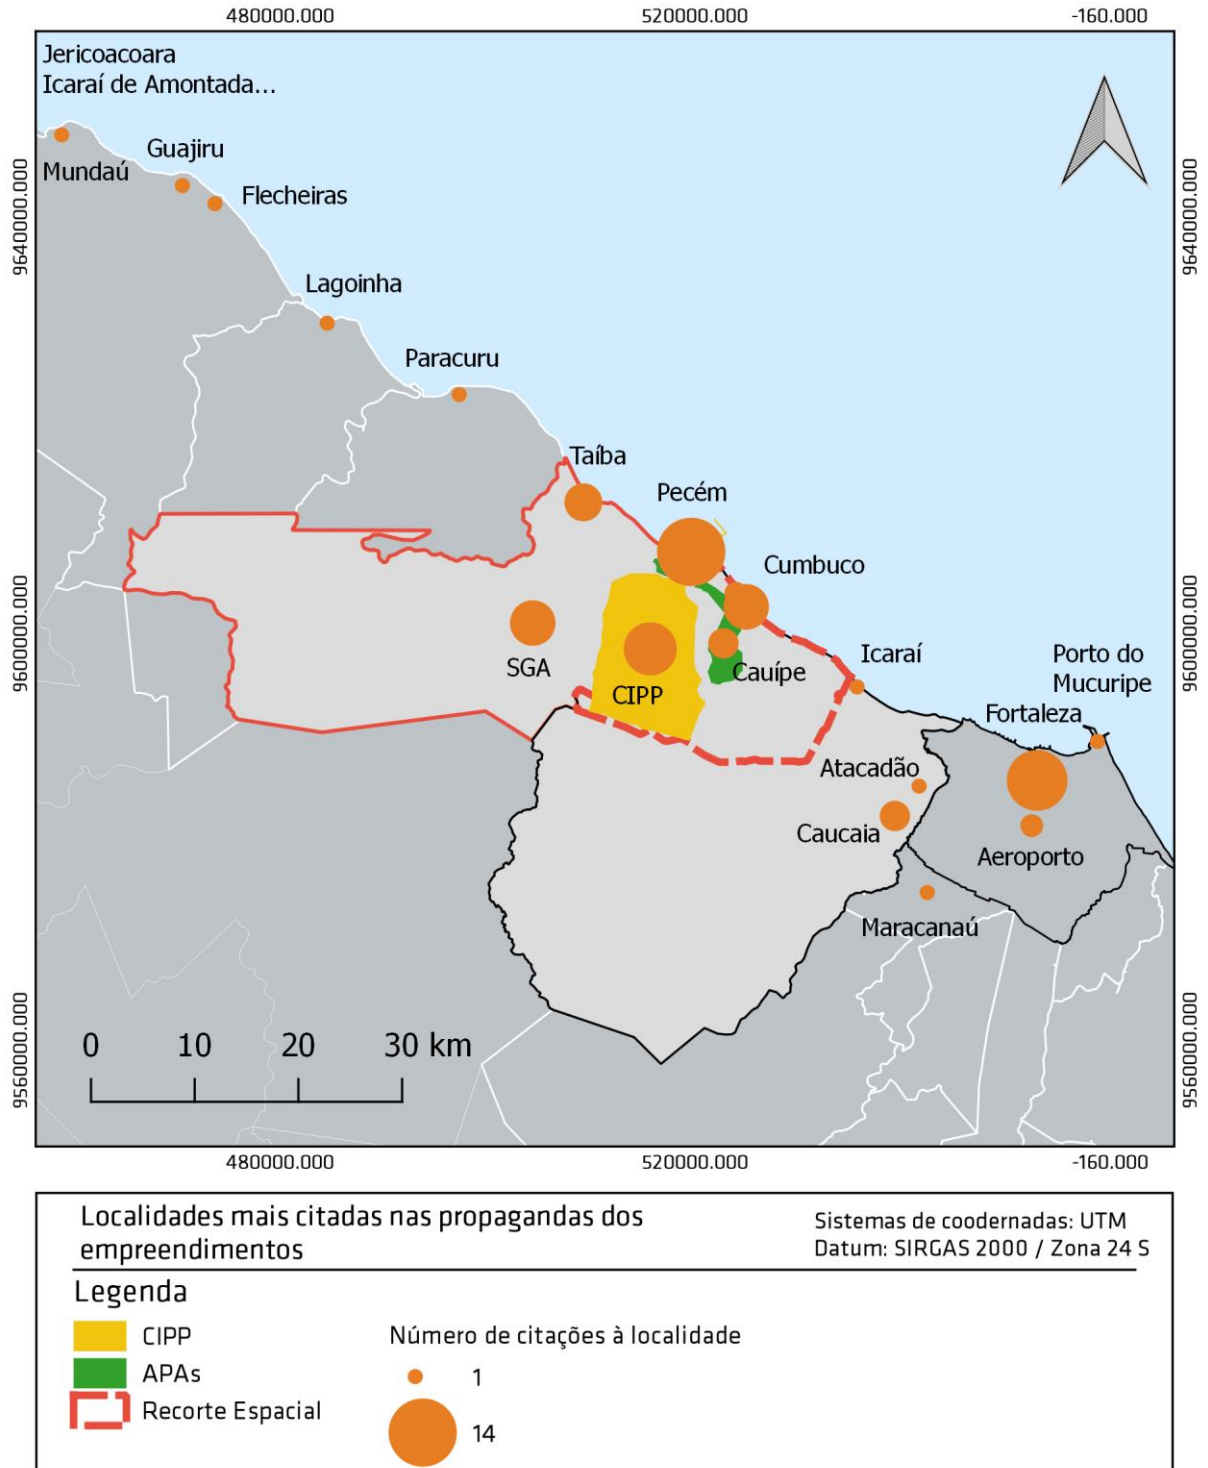 480000.000
520000.000
-160.000
Jericoacoara
Icaraí de Amontada...
Guajiru
Mundaú
Flecheiras
9640000.000
9640000.000
Lagoinha
Paracuru
Taíba
Pecém
Cumbuco
9600000.000
9600000.000
SGA
CIPP
Cauípe
Icaraí
Porto do
Mucuripe
Fortaleza
Atacadão
Caucaia
Aeroporto
Maracanaú
0 10 20 30 km
9560000.000
9560000.000
480000.000
520000.000
-160.000
Localidades mais citadas nas propagandas dos
empreendimentos
Sistemas de coodernadas: UTM
Datum: SIRGAS 2000 / Zona 24 S
Legenda
CIPP
APAs
Recorte Espacial
Número de citações à localidade
1
14